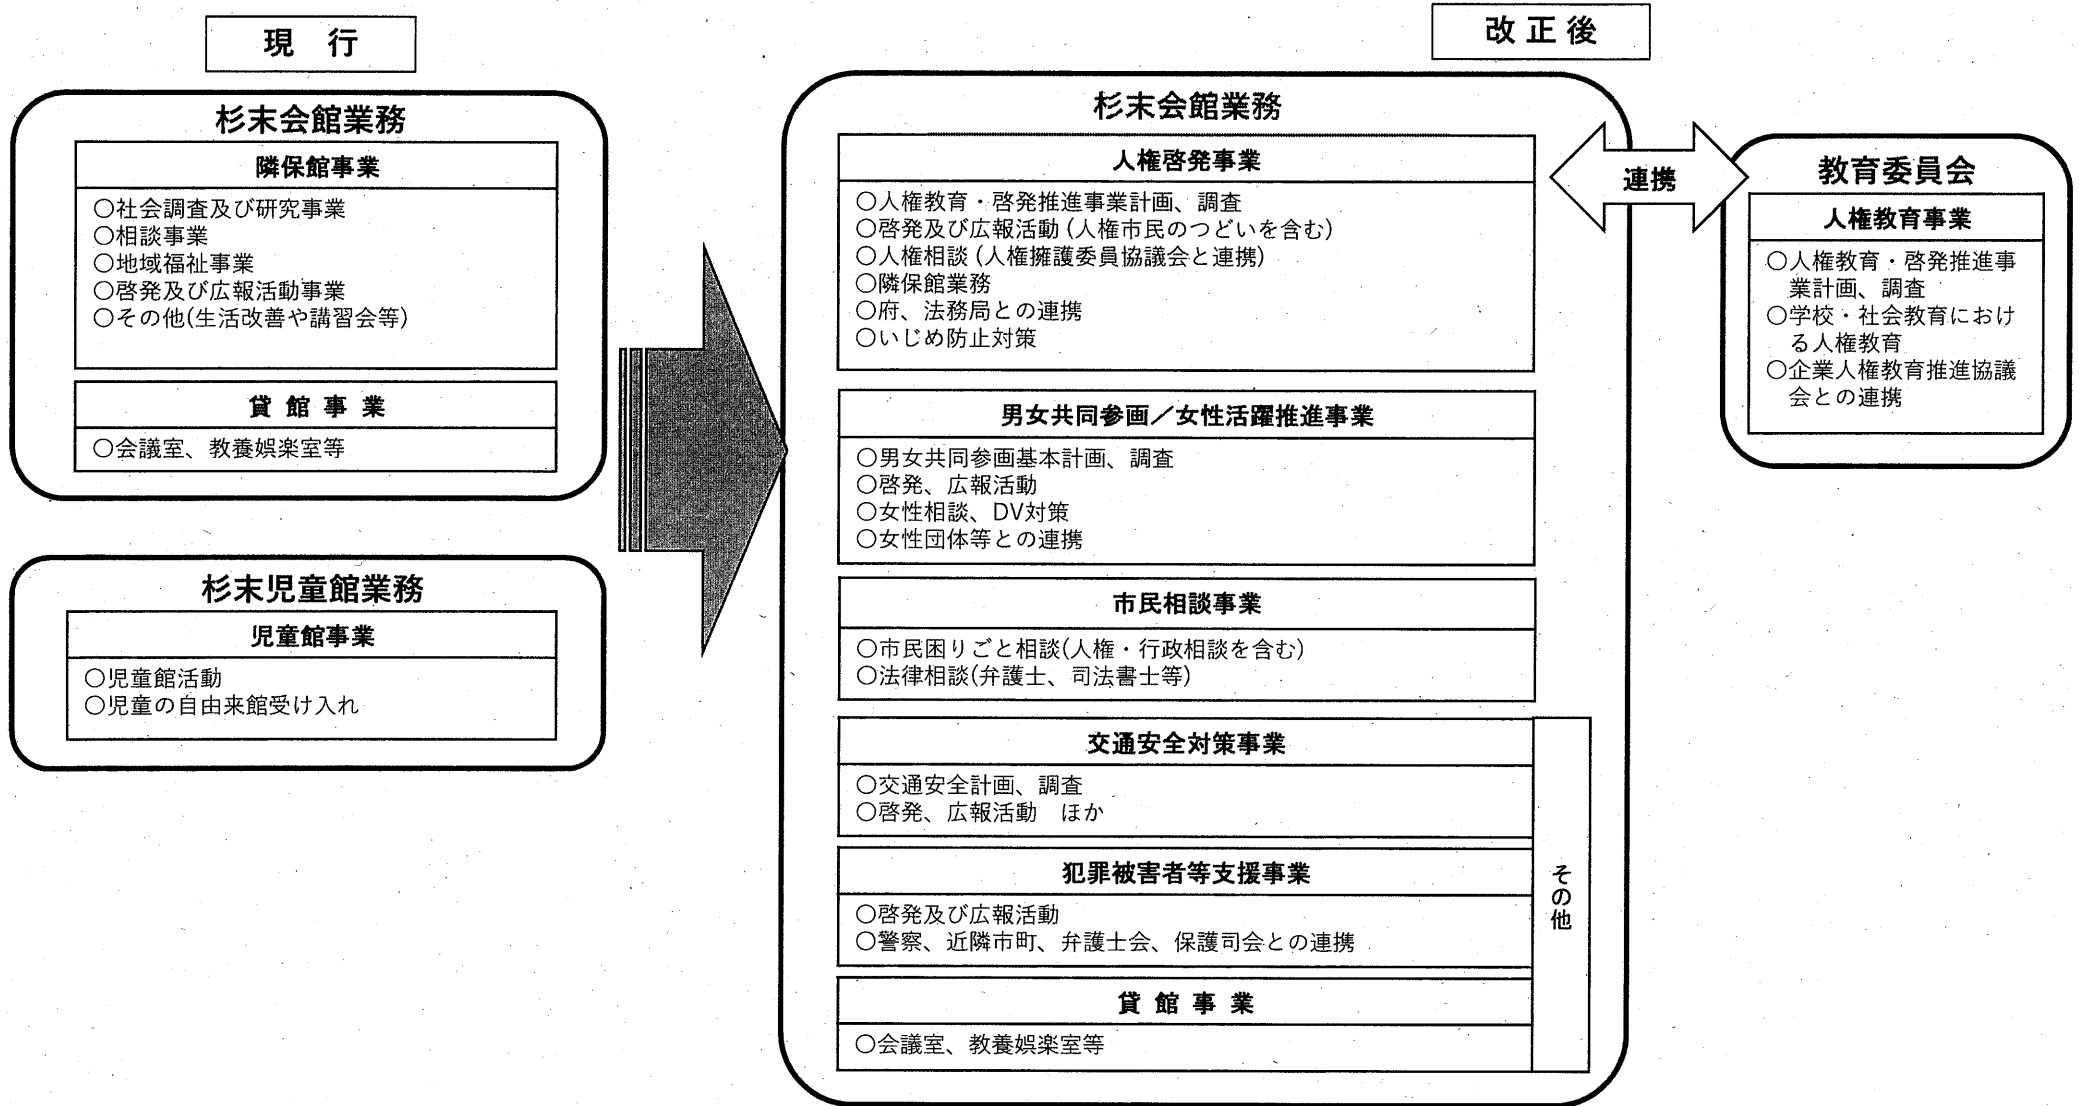 現　行
杉末会館業務
隣保館事業
○社会調査及び研究事業
○相談事業
○地域福祉事業
○啓発及び広報活動事業
○その他(生活改善や講習会等)
貸 館 事 業
○会議室、教養娯楽室等
杉末児童館業務
児童館事業
○児童館活動
○児童の自由来館受け入れ
改 正 後
杉末会館業務
人権啓発事業
○人権教育・啓発推進事業計画、調査
○啓発及び広報活動 (人権市民のつどいを含む)
○人権相談 (人権擁護委員協議会と連携)
○隣保館業務
○府、法務局との連携
○いじめ防止対策
男女共同参画／女性活躍推進事業
○男女共同参画基本計画、調査
○啓発、広報活動
○女性相談、DV対策
○女性団体等との連携
市民相談事業
○市民困りごと相談(人権・行政相談を含む)
○法律相談(弁護士、司法書士等)
交通安全対策事業
○交通安全計画、調査
○啓発、広報活動　ほか
犯罪被害者等支援事業
○啓発及び広報活動
○警察、近隣市町、弁護士会、保護司会との連携
貸 館 事 業
○会議室、教養娯楽室等
その他
連携
教育委員会
人権教育事業
○人権教育・啓発推進事
業計画、調査
○学校・社会教育におけ
る人権教育
○企業人権教育推進協議
会との連携